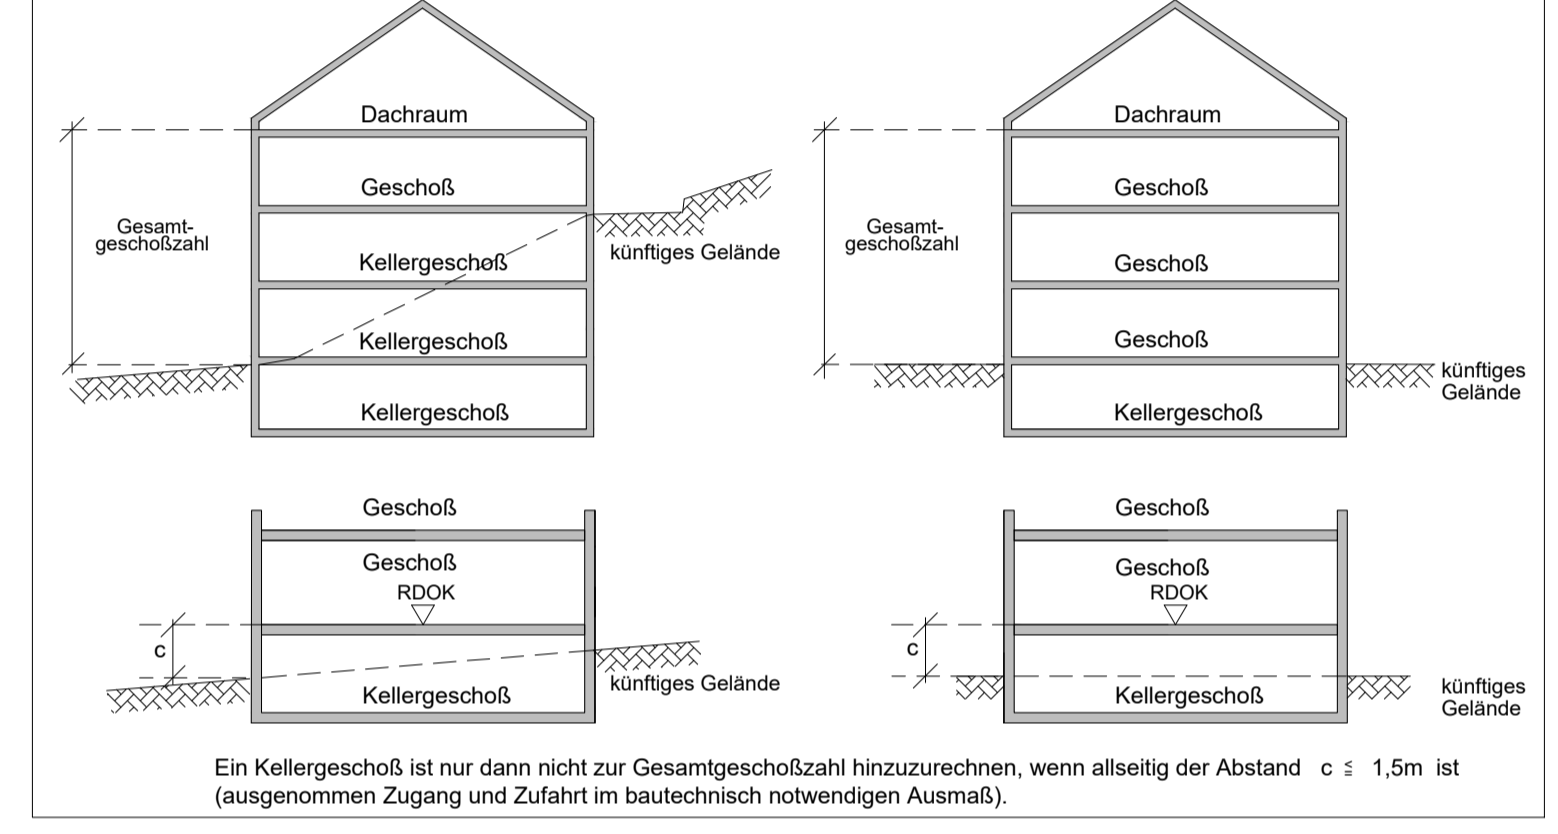 Dachraum
Geschoß
Gesamt-
geschoßzahl
Kellergeschoß
künftiges Gelände
Kellergeschoß
Kellergeschoß
Dachraum
Geschoß
Gesamt-
geschoßzahl
Geschoß
Geschoß
künftiges
Gelände
Kellergeschoß
Geschoß
Geschoß
RDOK
c
künftiges Gelände
Kellergeschoß
Geschoß
Geschoß
RDOK
c
künftiges
Gelände
Kellergeschoß
Ein Kellergeschoß ist nur dann nicht zur Gesamtgeschoßzahl hinzuzurechnen, wenn allseitig der Abstand c ≦ 1,5m ist
(ausgenommen Zugang und Zufahrt im bautechnisch notwendigen Ausmaß).